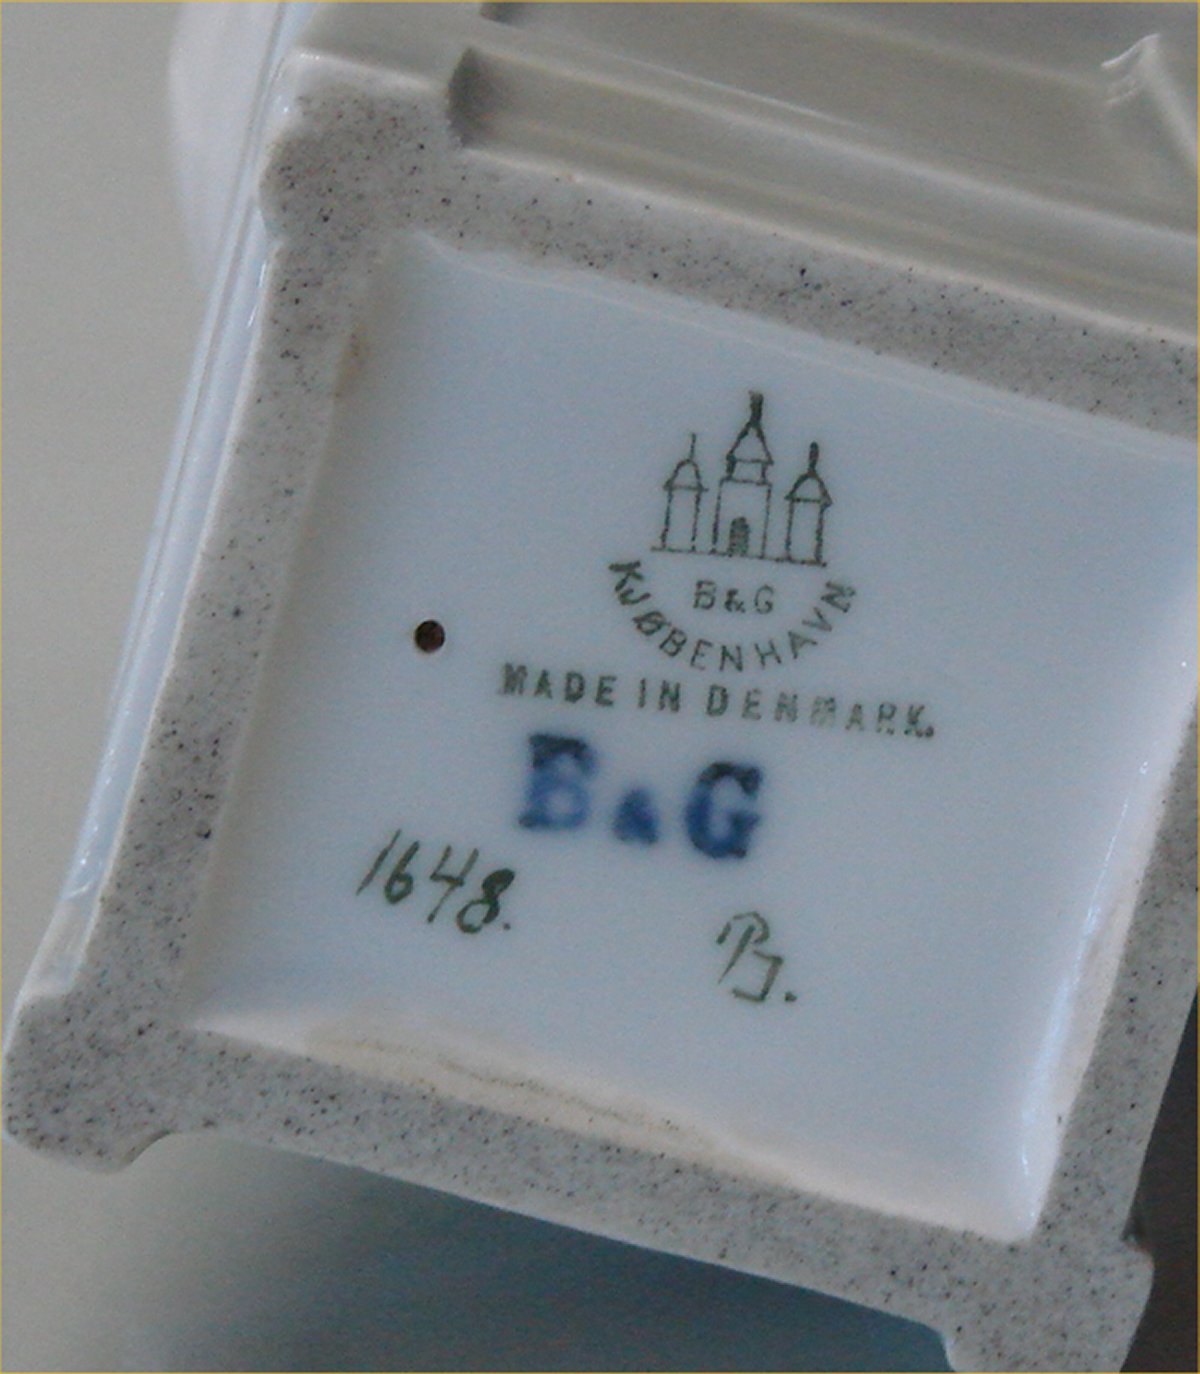 B&G
KJØBENHAVN
MADE IN DENMARK.
B&G
1648.